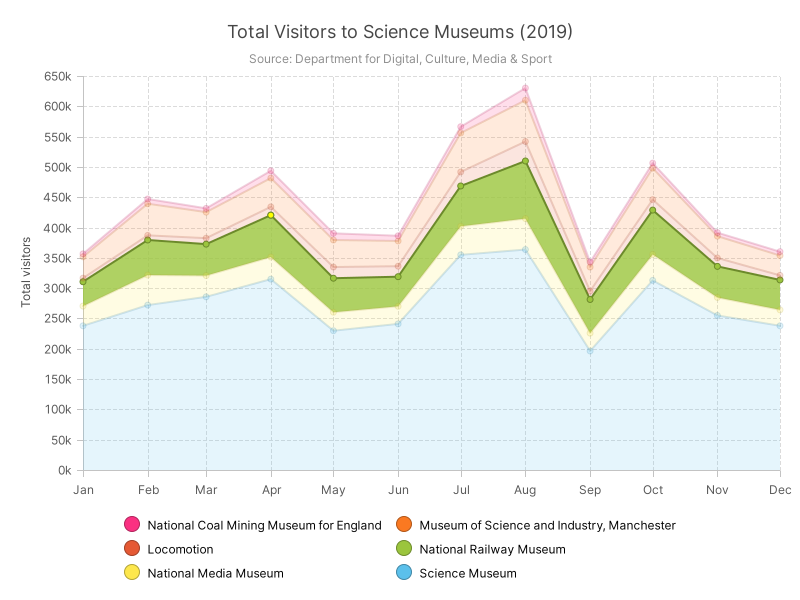 Total Visitors to Science Museums (2019)
Source: Department for Digital, Culture, Media & Sport
650k
600k
550k
500k
450k
400k
350k
300k
250k
200k
150k
100k
50k
0k
Total visitors
Jan Feb Mar Apr May Jun Jul Aug Sep Oct Nov Dec
National Coal Mining Museum for England Museum of Science and Industry, Manchester
Locomotion National Railway Museum
National Media Museum Science Museum